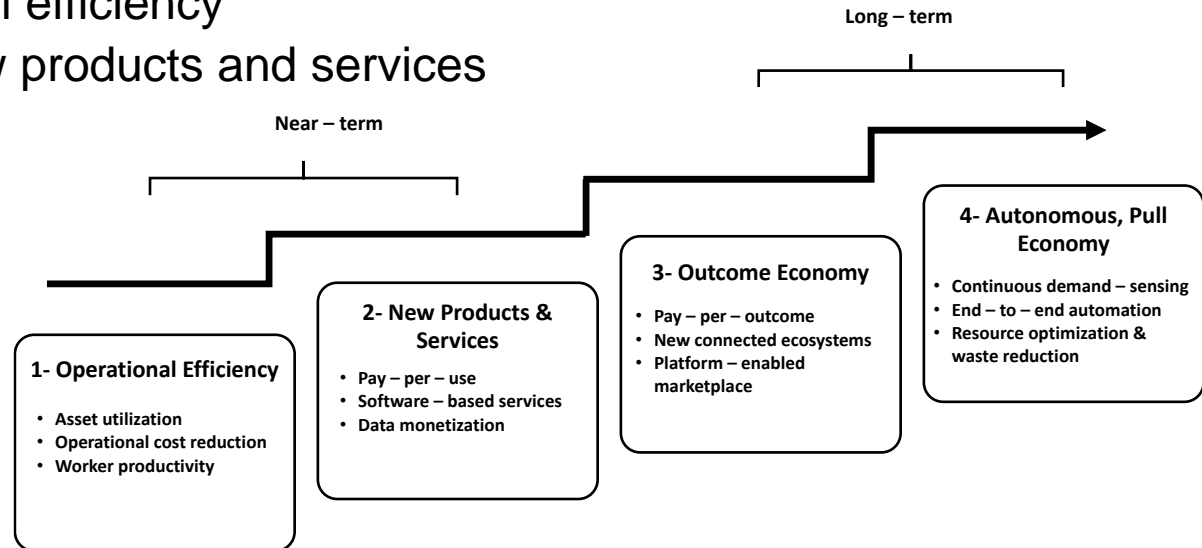 efficiency
products and services
Long – term
Near – term
1- Operational Efficiency
• Asset utilization
• Operational cost reduction
• Worker productivity
2- New Products &
Services
• Pay – per – use
• Software – based services
• Data monetization
3- Outcome Economy
• Pay – per – outcome
• New connected ecosystems
• Platform – enabled
marketplace
4- Autonomous, Pull
Economy
• Continuous demand – sensing
• End – to – end automation
• Resource optimization &
waste reduction